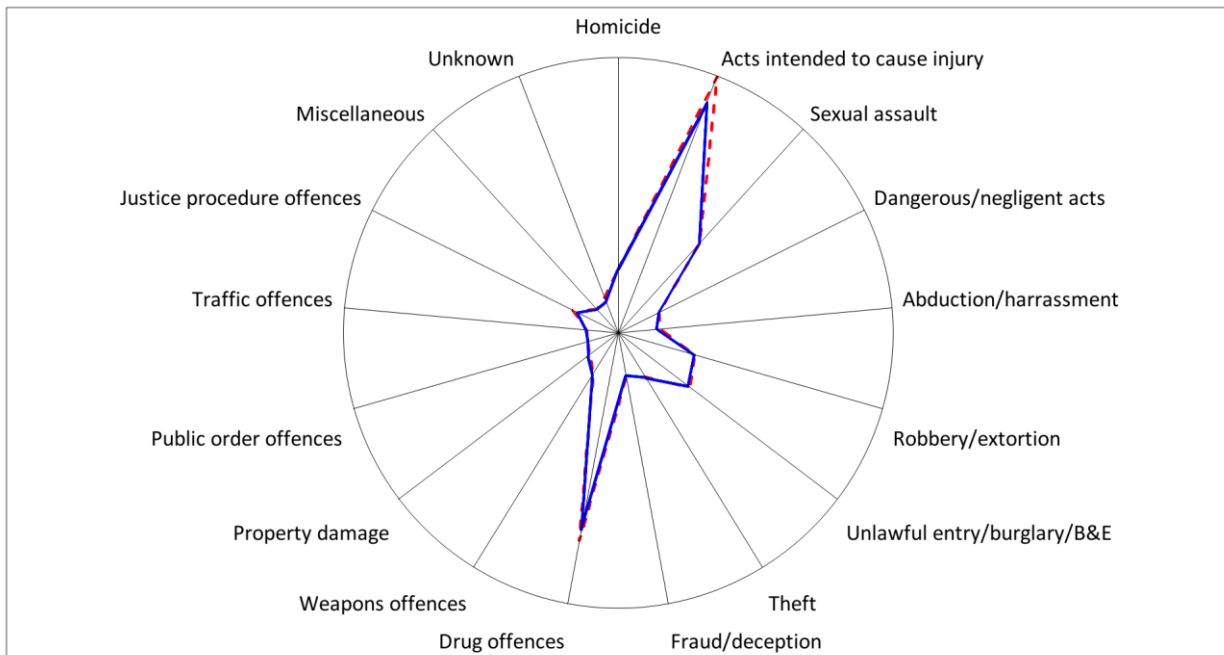 Homicide
Acts intended to cause injury
Sexual assault
Dangerous/negligent acts
Abduction/harrassment
Robbery/extortion
Unlawful entry/burglary/B&E
Theft
Fraud/deception
Drug offences
Weapons offences
Property damage
Public order offences
Traffic offences
Justice procedure offences
Miscellaneous
Unknown